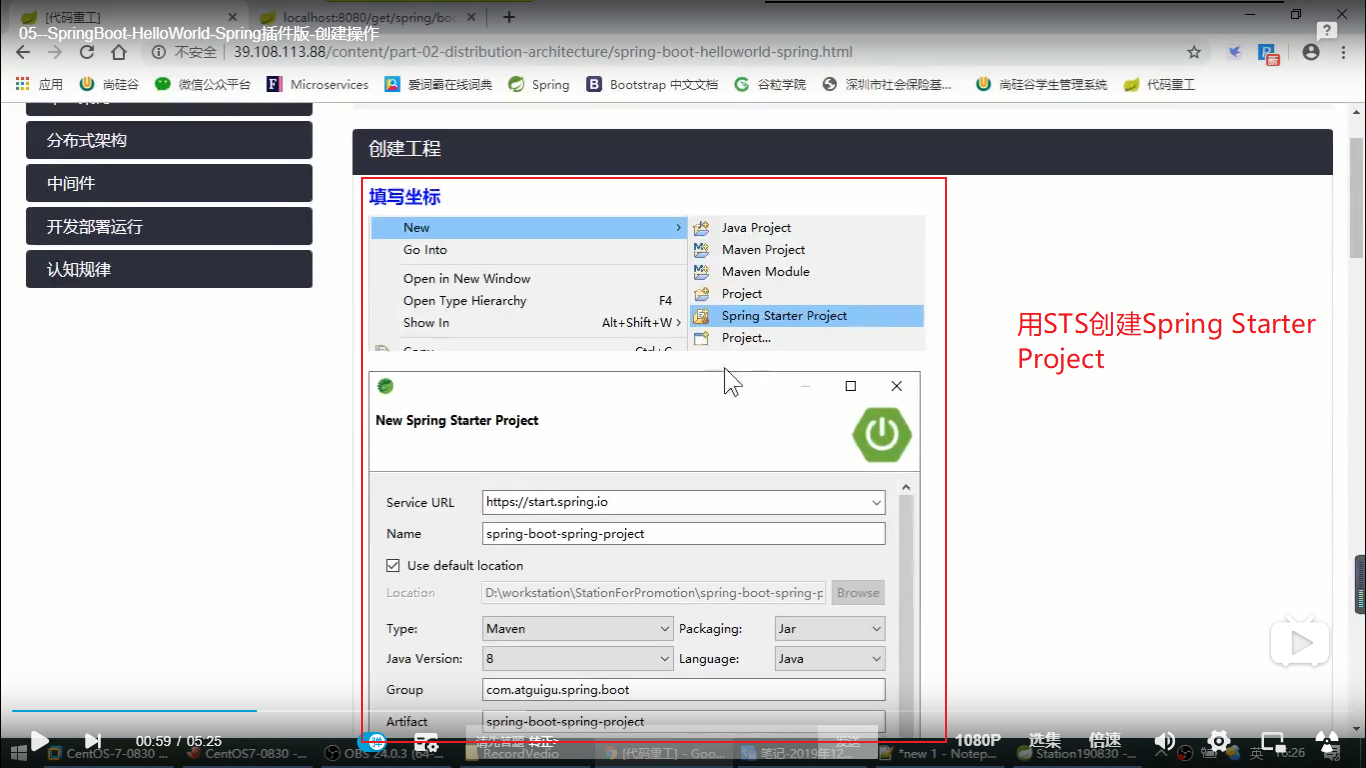 [代码重工]
localhost:8080/get/spring/boo
05--SpringBoot-HelloWorld-Spring插件版-创建操作
不安全
39.108.113.88/content/part-02-distribution-architecture/spring-boot-helloworld-spring.html
应用
尚硅谷
微信公众平台
Microservices
爱词霸在线词典
Spring
Bootstrap 中文文档
谷粒学院
深圳市社会保险基...
尚硅谷学生管理系统
代码重工
分布式架构
中间件
开发部署运行
认知规律
创建工程
填写坐标
New
Go Into
Open in New Window
Open Type Hierarchy F4
Show In Alt+Shift+W
Copy Ctrl+C
Java Project
Maven Project
Maven Module
Project
Spring Starter Project
Project...
用STS创建Spring Starter
Project
New Spring Starter Project
Service URL https://start.spring.io
Name spring-boot-spring-project
Use default location
Location D:\workstation\StationForPromotion\spring-boot-spring-p Browse
Type: Maven Packaging: Jar
Java Version: 8 Language: Java
Group com.atguigu.spring.boot
Artifact spring-boot-spring-project
00:59 / 05:25
请先答题 转正>
发送
1080P
选集
倍速
CentOS-7-0830 - ...
CentOS7-0830 -...
OBS 24.0.3 (64-...
RecordVedio
[代码重工] - Goo...
笔记-2019年12...
*new 1 - Notep...
Station190830 -...
英
16:26